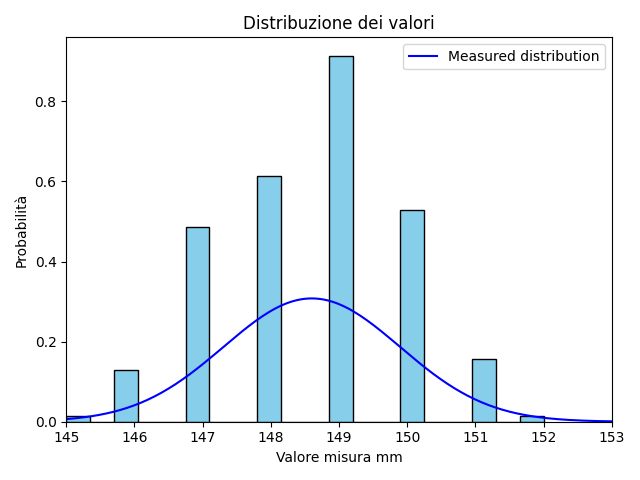 Distribuzione dei valori
Measured distribution
Probabilità
0.8
0.6
0.4
0.2
0.0
145 146 147 148 149 150 151 152 153
Valore misura mm